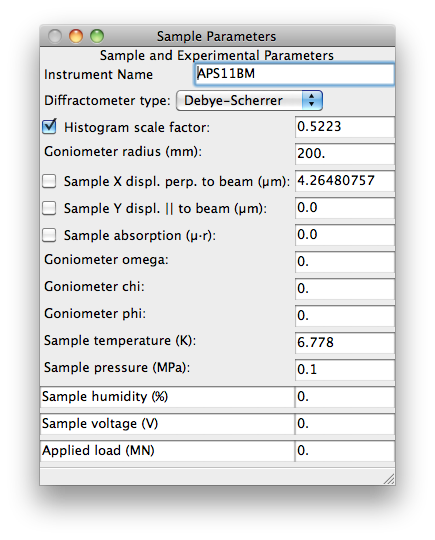 Sample Parameters
Sample and Experimental Parameters
Instrument Name APS11BM
Diffractometer type: Debye-Scherrer
Histogram scale factor: 0.5223
Goniometer radius (mm): 200.
Sample X displ. perp. to beam (μm): 4.26480757
Sample Y displ. || to beam (μm): 0.0
Sample absorption (μ·r): 0.0
Goniometer omega: 0.
Goniometer chi: 0.
Goniometer phi: 0.
Sample temperature (K): 6.778
Sample pressure (MPa): 0.1
Sample humidity (%) 0.
Sample voltage (V) 0.
Applied load (MN) 0.